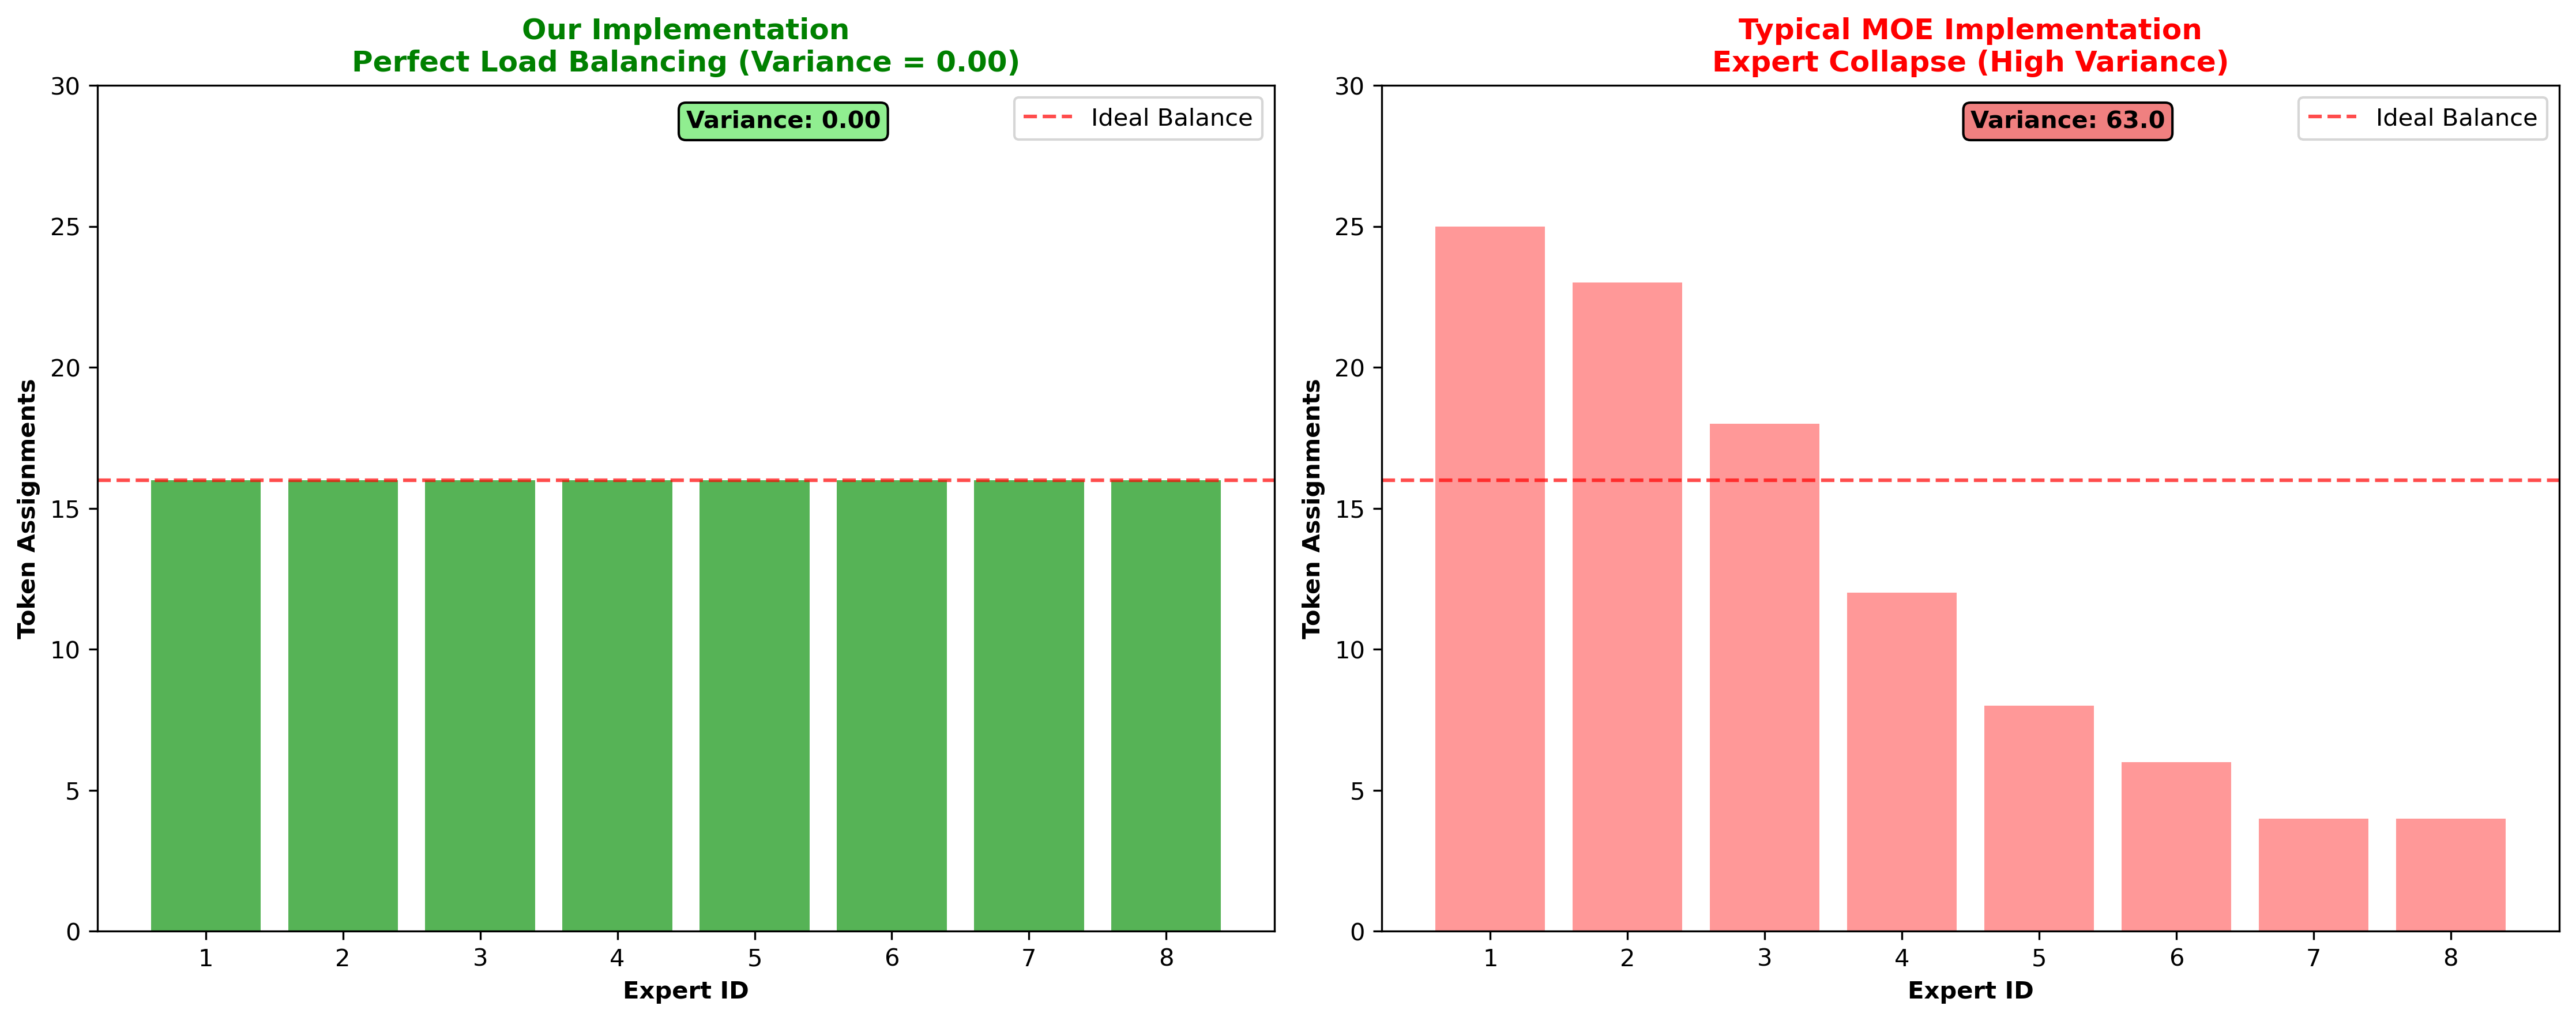 Our Implementation
Perfect Load Balancing (Variance = 0.00)
Variance: 0.00
Ideal Balance
30
25
20
15
10
5
0
Token Assignments
1 2 3 4 5 6 7 8
Expert ID
Typical MOE Implementation
Expert Collapse (High Variance)
Variance: 63.0
Ideal Balance
30
25
20
15
10
5
0
Token Assignments
1 2 3 4 5 6 7 8
Expert ID